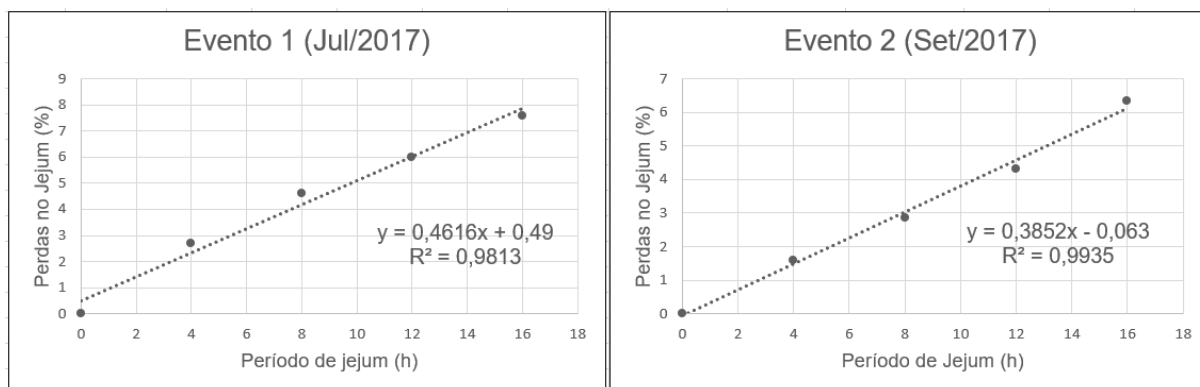 Evento 1 (Jul/2017)
Perdas no Jejum (%)
9
8
7
6
5
4
3
2
1
0
y = 0,4616x + 0,49
R² = 0,9813
0 2 4 6 8 10 12 14 16 18
Período de jejum (h)
Evento 2 (Set/2017)
Perdas no Jejum (%)
7
6
5
4
3
2
1
0
y = 0,3852x - 0,063
R² = 0,9935
0 2 4 6 8 10 12 14 16 18
Período de Jejum (h)